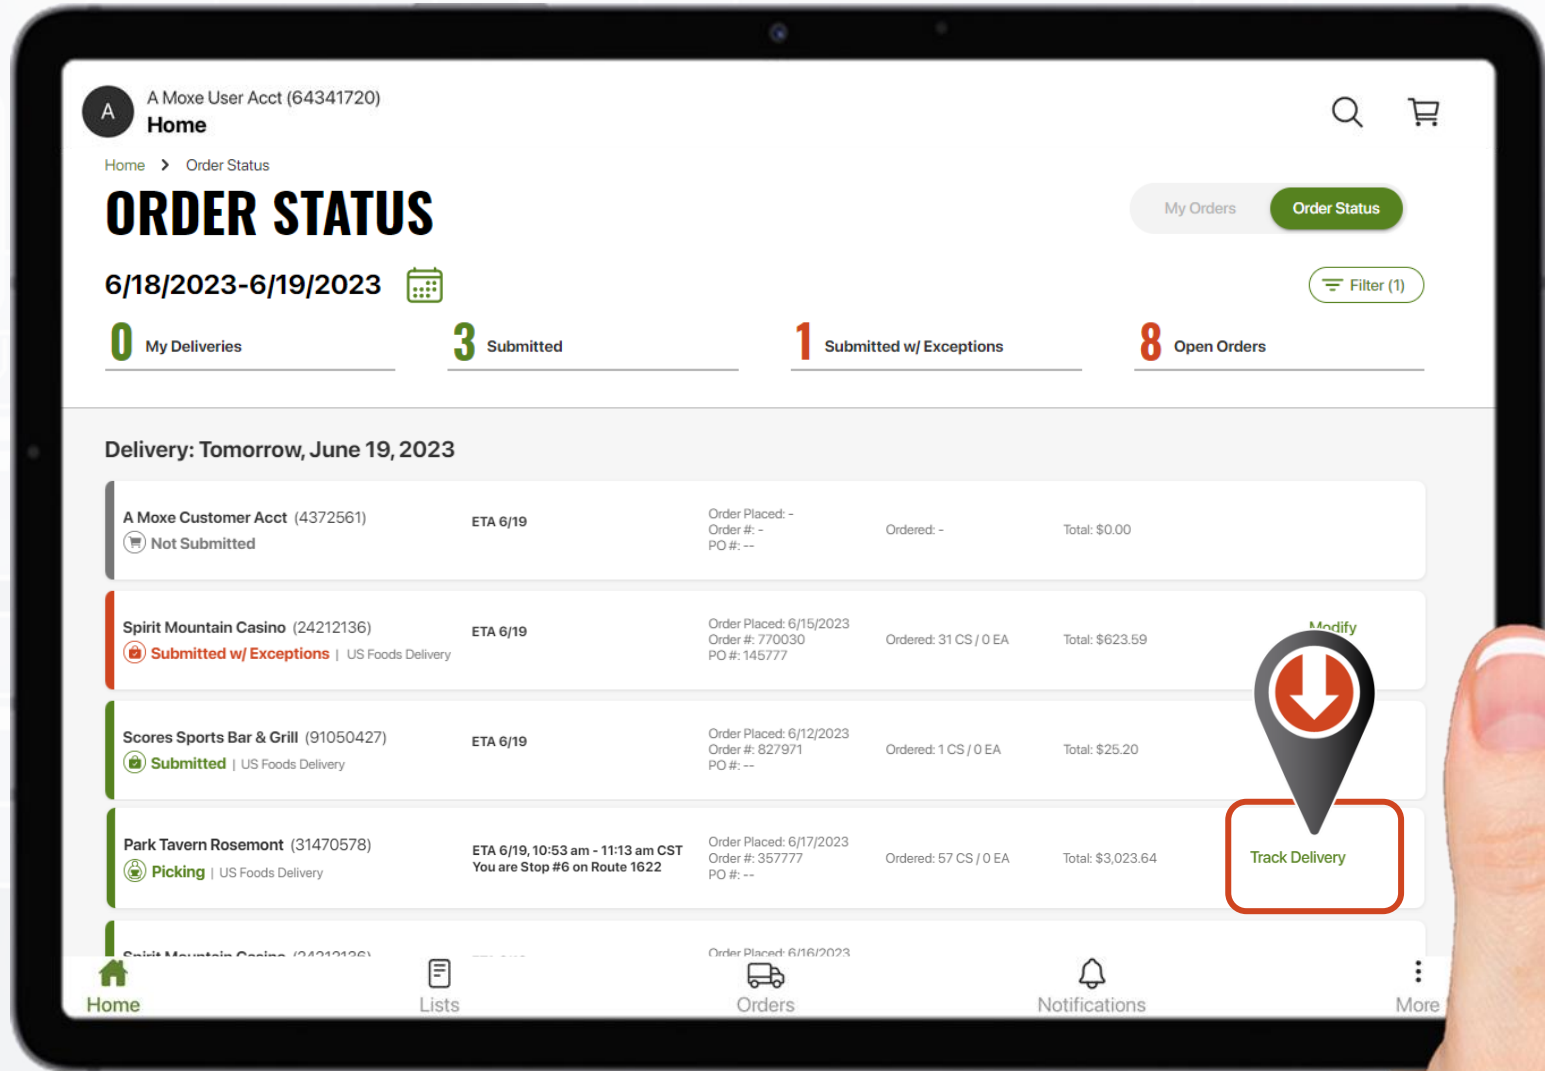 A
A Moxe User Acct (64341720)
Home
Home > Order Status
ORDER STATUS
My Orders
Order Status
6/18/2023-6/19/2023
Filter (1)
0 My Deliveries
3 Submitted
1 Submitted w/ Exceptions
8 Open Orders
Delivery: Tomorrow, June 19, 2023
A Moxe Customer Acct (4372561)
Not Submitted
ETA 6/19
Order Placed: -
Order #: -
PO #: --
Ordered: -
Total: $0.00
Spirit Mountain Casino (24212136)
Submitted w/ Exceptions | US Foods Delivery
ETA 6/19
Order Placed: 6/15/2023
Order #: 770030
PO #: 145777
Ordered: 31 CS / 0 EA
Total: $623.59
Modify
Scores Sports Bar & Grill (91050427)
Submitted | US Foods Delivery
ETA 6/19
Order Placed: 6/12/2023
Order #: 827971
PO #: --
Ordered: 1 CS / 0 EA
Total: $25.20
Park Tavern Rosemont (31470578)
Picking | US Foods Delivery
ETA 6/19, 10:53 am - 11:13 am CST
You are Stop #6 on Route 1622
Order Placed: 6/17/2023
Order #: 357777
PO #: --
Ordered: 57 CS / 0 EA
Total: $3,023.64
Track Delivery
Spirit Mountain Casino (24212136)
Order Placed: 6/16/2023
Home
Lists
Orders
Notifications
More